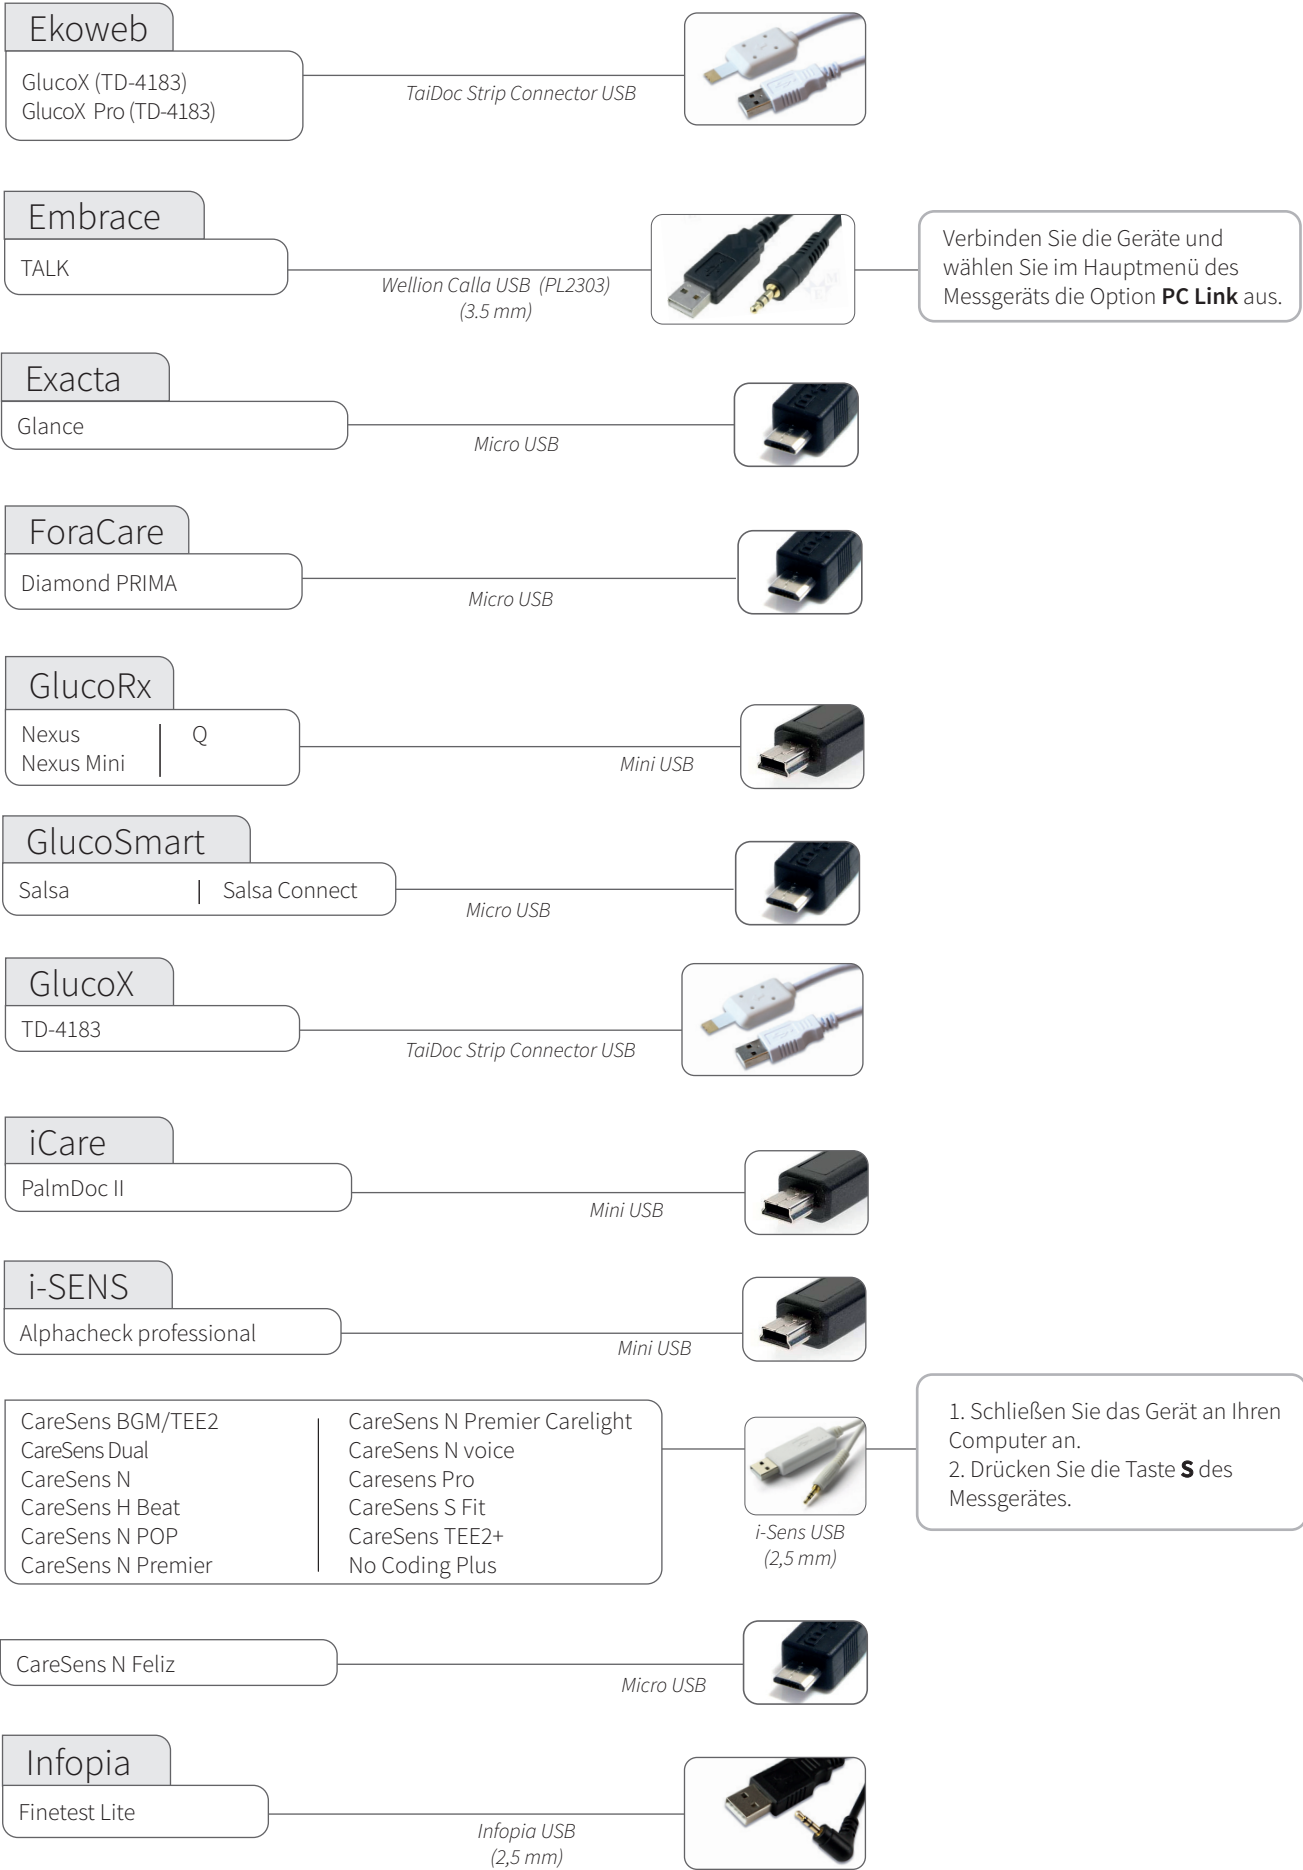 Ekoweb
GlucoX (TD-4183)
GlucoX Pro (TD-4183)
TaiDoc Strip Connector USB
Embrace
TALK
Wellion Calla USB (PL2303)
(3.5 mm)
Verbinden Sie die Geräte und
wählen Sie im Hauptmenü des
Messgeräts die Option PC Link aus.
Exacta
Glance
Micro USB
ForaCare
Diamond PRIMA
Micro USB
GlucoRx
Nexus
Nexus Mini
Q
Mini USB
GlucoSmart
Salsa | Salsa Connect
Micro USB
GlucoX
TD-4183
TaiDoc Strip Connector USB
iCare
PalmDoc II
Mini USB
i-SENS
Alphacheck professional
Mini USB
CareSens BGM/TEE2
CareSens Dual
CareSens N
CareSens H Beat
CareSens N POP
CareSens N Premier
CareSens N Premier Carelight
CareSens N voice
Caresens Pro
CareSens S Fit
CareSens TEE2+
No Coding Plus
i-Sens USB
(2,5 mm)
1. Schließen Sie das Gerät an Ihren
Computer an.
2. Drücken Sie die Taste S des
Messgerätes.
CareSens N Feliz
Micro USB
Infopia
Finetest Lite
Infopia USB
(2,5 mm)